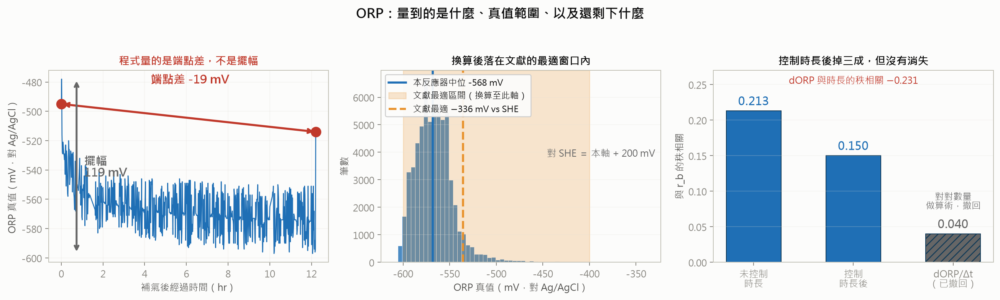 ORP：量到的是什麼、真值範圍、以及還剩下什麼
程式量的是端點差，不是擺幅
端點差 -19 mV
擺幅
119 mV
ORP 真值（mV，對 Ag/AgCl）
-480
-500
-520
-540
-560
-580
-600
0
2
4
6
8
10
12
補氣後經過時間（hr）
換算後落在文獻的最適窗口內
本反應器中位 -568 mV
文獻最適區間（換算至此軸）
文獻最適 −336 mV vs SHE
對 SHE = 本軸 + 200 mV
筆數
6000
5000
4000
3000
2000
1000
0
-600
-550
-500
-450
-400
-350
ORP 真值（mV，對 Ag/AgCl）
控制時長後掉三成，但沒有消失
dORP 與時長的秩相關 −0.231
與 r_b 的秩相關
0.25
0.20
0.15
0.10
0.05
0.00
0.213
0.150
對對數量
做算術，撤回
0.040
未控制
時長
控制
時長後
dORP/Δt
（已撤回）